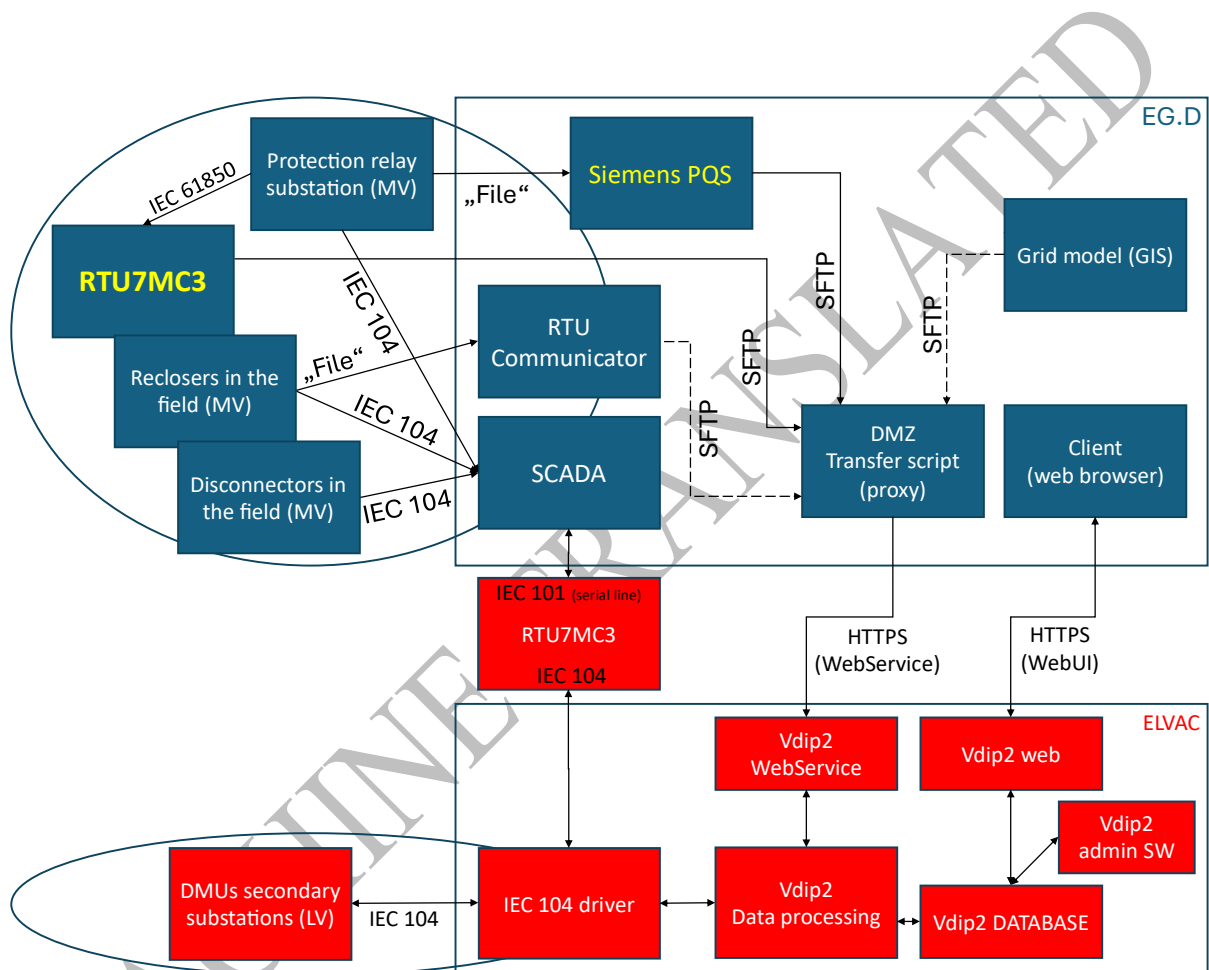 EG.D
Protection relay
substation (MV)
IEC 61850
„File“
Siemens PQS
RTU7MC3
Grid model (GIS)
IEC 104
SFTP
SFTP
SFTP
RTU
Communicator
„File“
Reclosers in the
field (MV)
IEC 104
SFTP
DMZ
Transfer script
(proxy)
Client
(web browser)
SCADA
Disconnectors in
the field (MV)
IEC 104
IEC 101 (serial line)
RTU7MC3
IEC 104
HTTPS
(WebService)
HTTPS
(WebUI)
ELVAC
Vdip2
WebService
Vdip2 web
Vdip2
admin SW
DMUs secondary
substations (LV)
IEC 104
IEC 104 driver
Vdip2
Data processing
Vdip2 DATABASE
MACHINE TRANSLATED